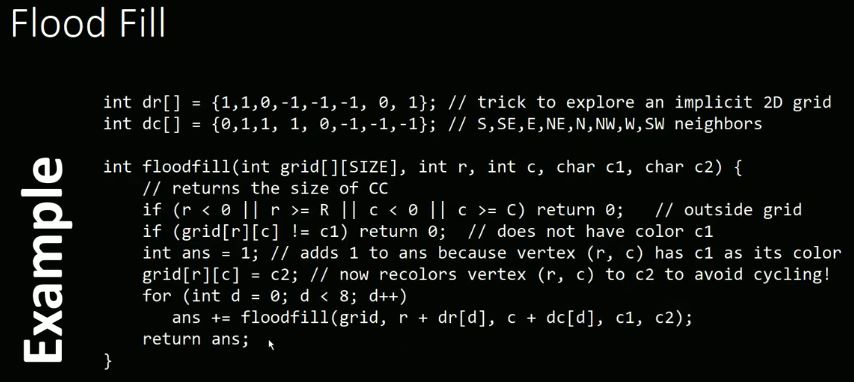 Flood Fill
Example
int dr[] = {1,1,0,-1,-1,-1, 0, 1}; // trick to explore an implicit 2D grid
int dc[] = {0,1,1, 1, 0,-1,-1,-1}; // S,SE,E,NE,N,NW,W,SW neighbors
int floodfill(int grid[][SIZE], int r, int c, char c1, char c2) {
// returns the size of CC
if (r < 0 || r >= R || c < 0 || c >= C) return 0; // outside grid
if (grid[r][c] != c1) return 0; // does not have color c1
int ans = 1; // adds 1 to ans because vertex (r, c) has c1 as its color
grid[r][c] = c2; // now recolors vertex (r, c) to c2 to avoid cycling!
for (int d = 0; d < 8; d++)
ans += floodfill(grid, r + dr[d], c + dc[d], c1, c2);
return ans;
}